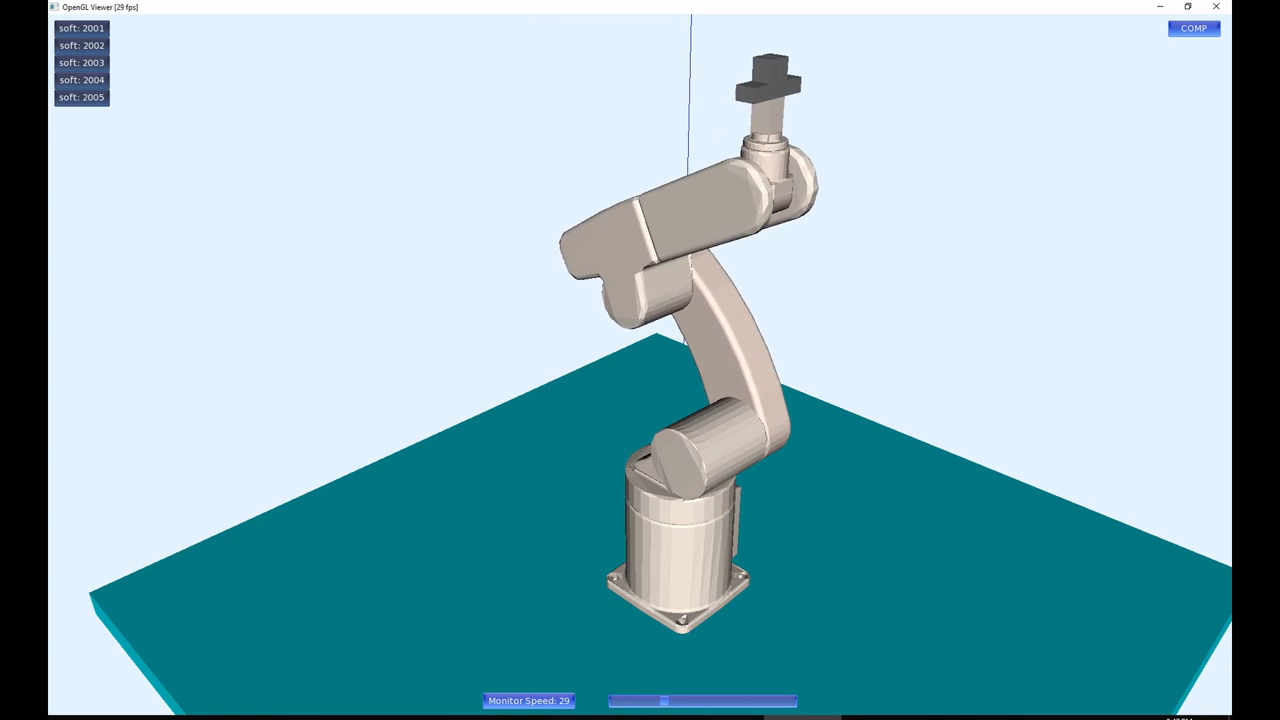 OpenGL Viewer [29 fps]
soft: 2001
COMP
soft: 2002
soft: 2003
soft: 2004
soft: 2005
Monitor Speed: 29